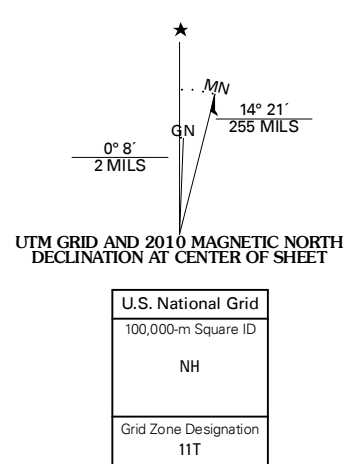 ★
MN
GN
14° 21´
255 MILS
0° 8´
2 MILS
UTM GRID AND 2010 MAGNETIC NORTH
DECLINATION AT CENTER OF SHEET
U.S. National Grid
100,000-m Square ID
NH
Grid Zone Designation
11T